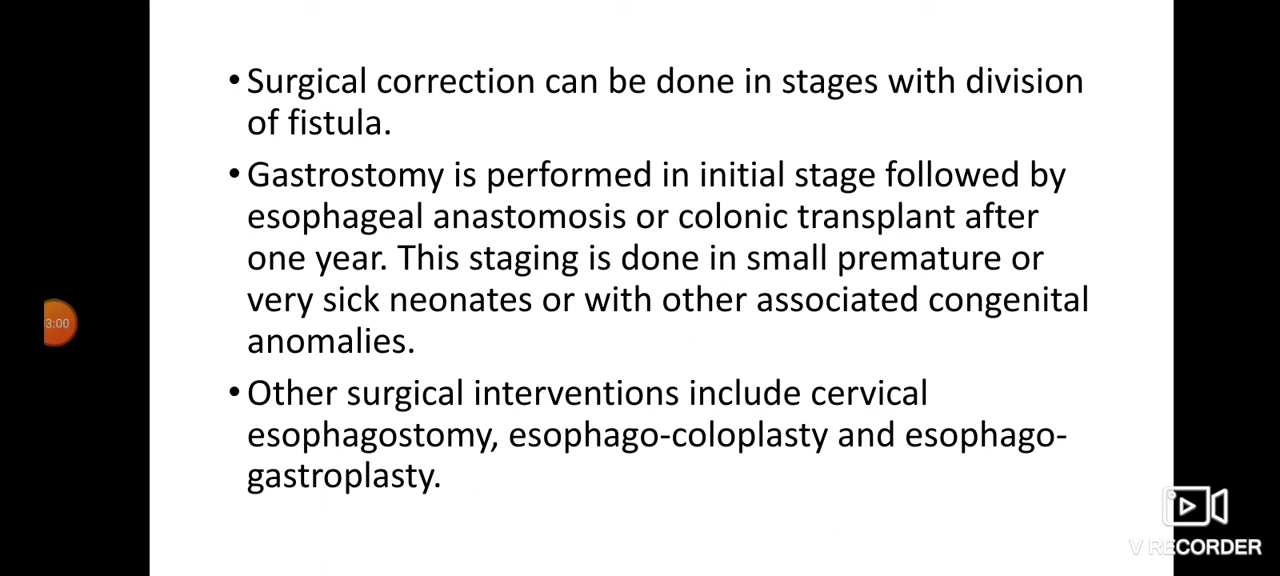 • Surgical correction can be done in stages with division
of fistula.
• Gastrostomy is performed in initial stage followed by
esophageal anastomosis or colonic transplant after
one year. This staging is done in small premature or
very sick neonates or with other associated congenital
anomalies.
3:00
• Other surgical interventions include cervical
esophagostomy, esophago-coloplasty and esophago-
gastroplasty.
V RECORDER